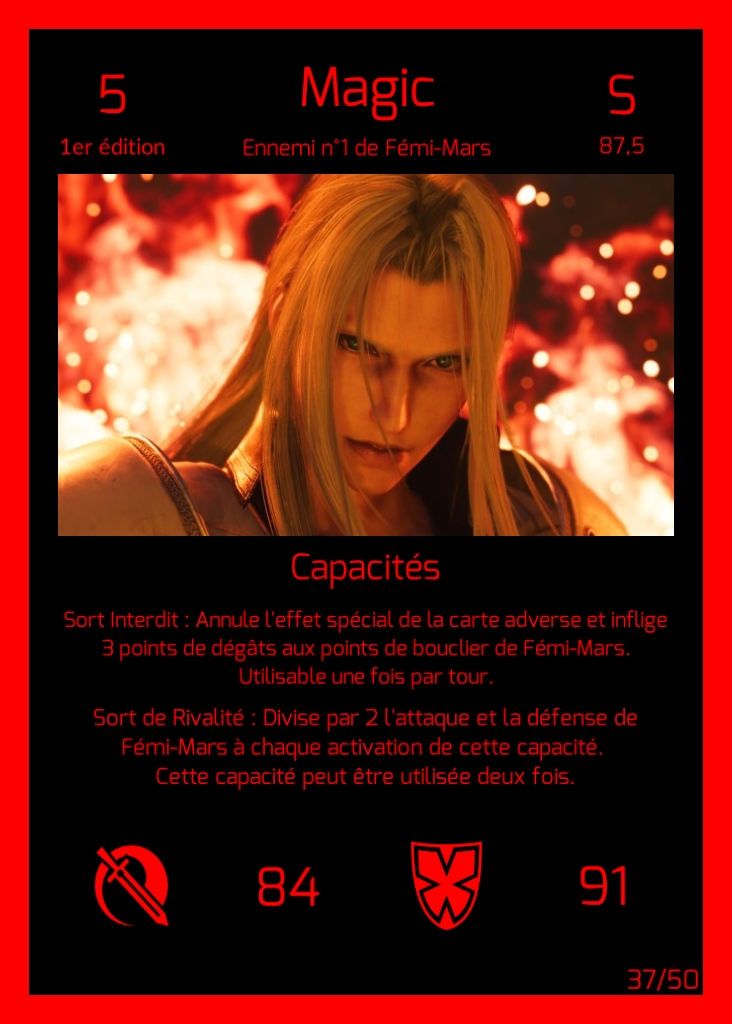 5
Magic
S
1er édition
Ennemi n°1 de Fémi-Mars
87,5
Capacités
Sort Interdit : Annule l'effet spécial de la carte adverse et inflige
3 points de dégâts aux points de bouclier de Fémi-Mars.
Utilisable une fois par tour.
Sort de Rivalité : Divise par 2 l'attaque et la défense de
Fémi-Mars à chaque activation de cette capacité.
Cette capacité peut être utilisée deux fois.
84
91
37/50